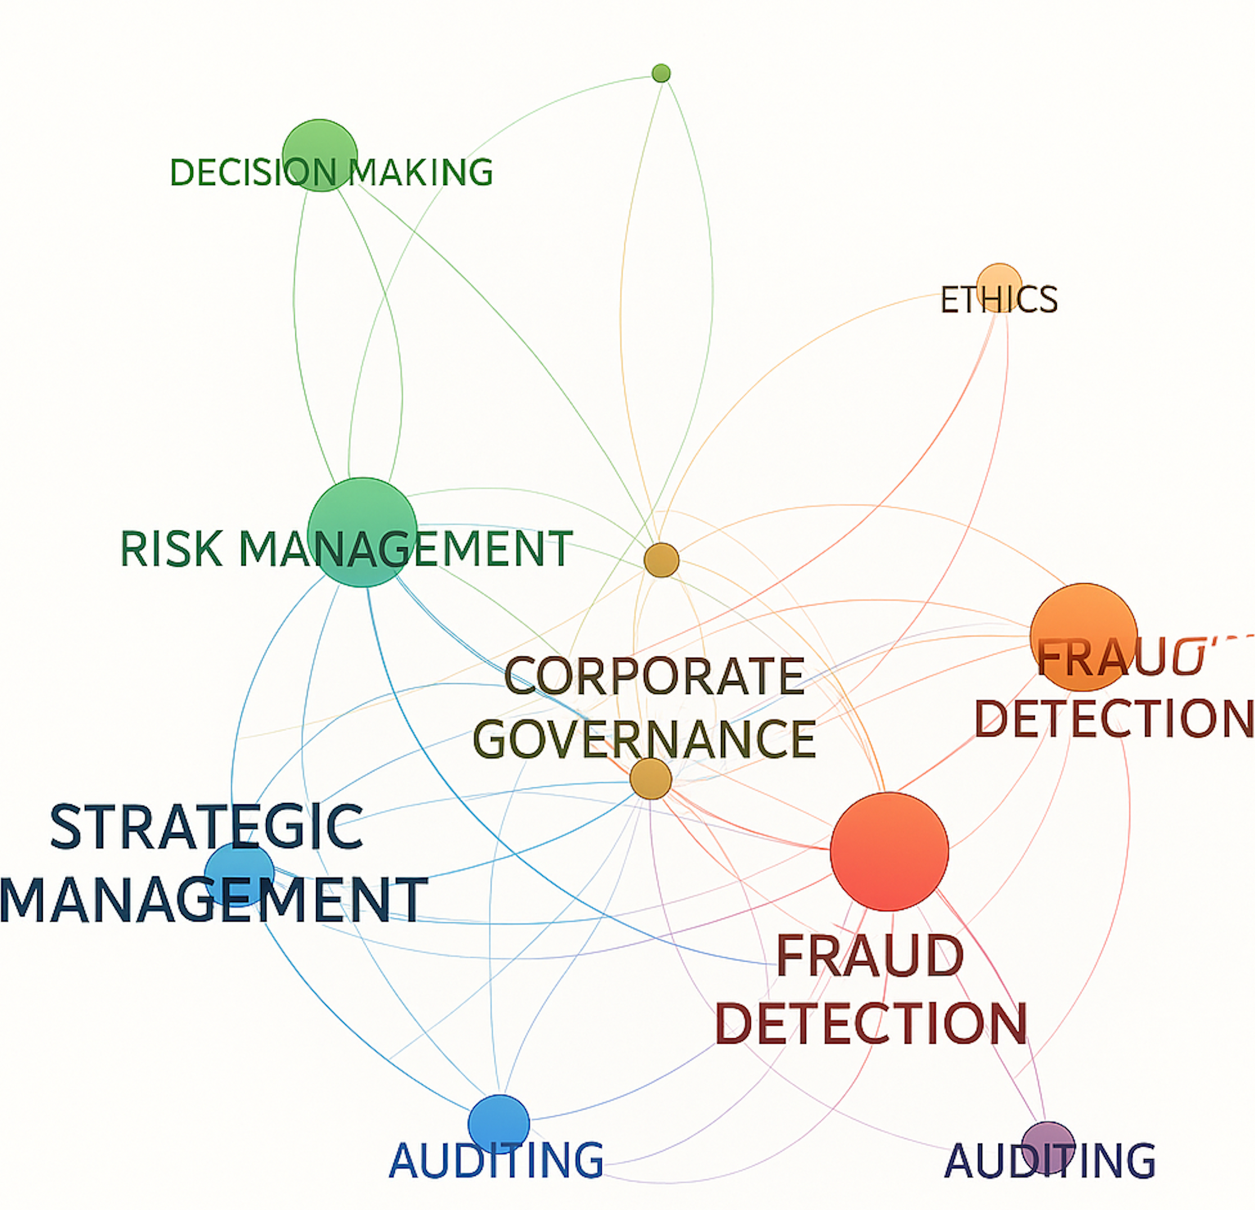 DECISION MAKING
ETHICS
RISK MANAGEMENT
CORPORATE
GOVERNANCE
DETECTION
STRATEGIC
MANAGEMENT
FRAUD
DETECTION
AUDITING
AUDITING